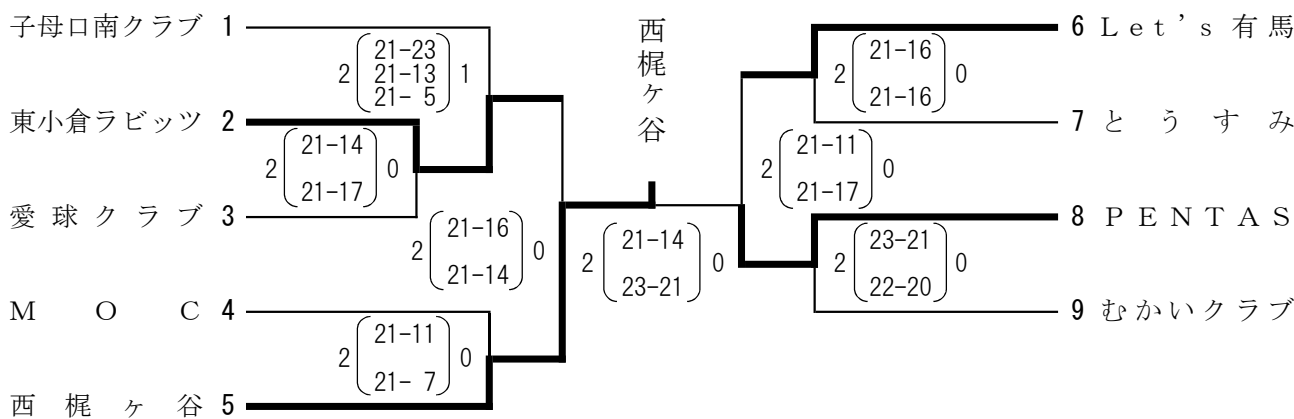 子母口南クラブ 1
2 21-23 1
21-13
21- 5
東小倉ラビッツ 2
2 21-14 0
21-17
愛球クラブ 3
2 21-16 0
21-14
MOC 4
2 21-11 0
21- 7
西梶ヶ谷 5
西梶ヶ谷
2 21-14 0
23-21
6 Let's有馬
2 21-16 0
21-16
7 とうすみ
2 21-11 0
21-17
8 PENTAS
2 23-21 0
22-20
9 むかいクラブ